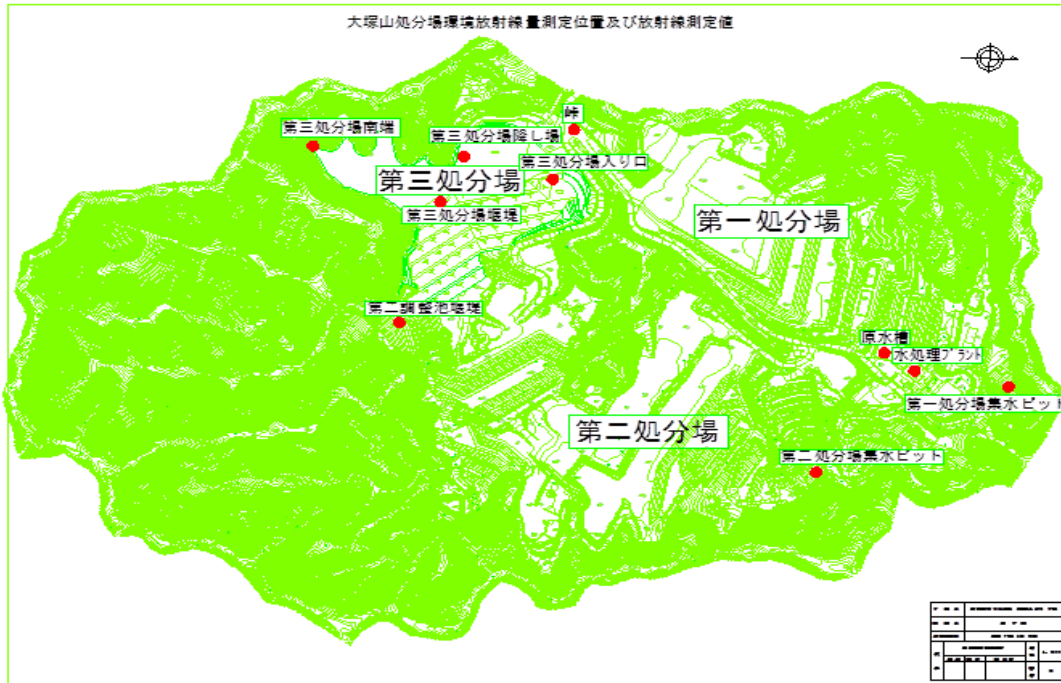 大塚山処分場環境放射線量測定位置及び放射線測定値
峠
第三処分場南端
第三処分場降し場
第三処分場入り口
第三処分場
第三処分場堰堤
第一処分場
第二調整池堰堤
原水槽
水処理プラント
第一処分場集水ピット
第二処分場
第二処分場集水ピット